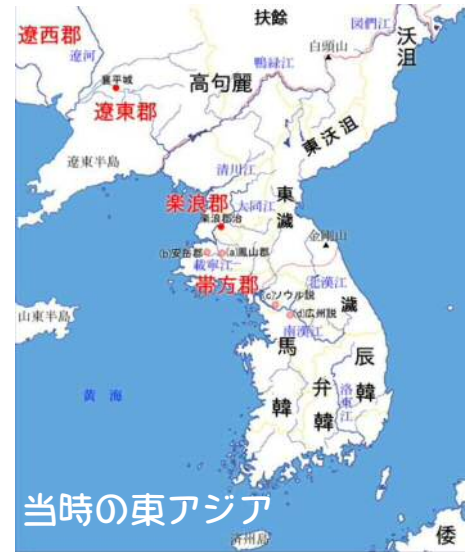 扶餘
図們江
遼西郡
遼河
白頭山
沃沮
鴨緑江
襄平城
高句麗
遼東郡
東沃沮
遼東半島
清川江
楽浪郡
大同江
東濊
楽浪郡治
金剛山
(b)安岳郡
(a)鳳山郡
載寧江
帯方郡
北漢江
(c)ソウル説
濊
山東半島
(d)広州説
南漢江
馬韓
辰韓
弁韓
洛東江
黄海
当時の東アジア
済州島
倭